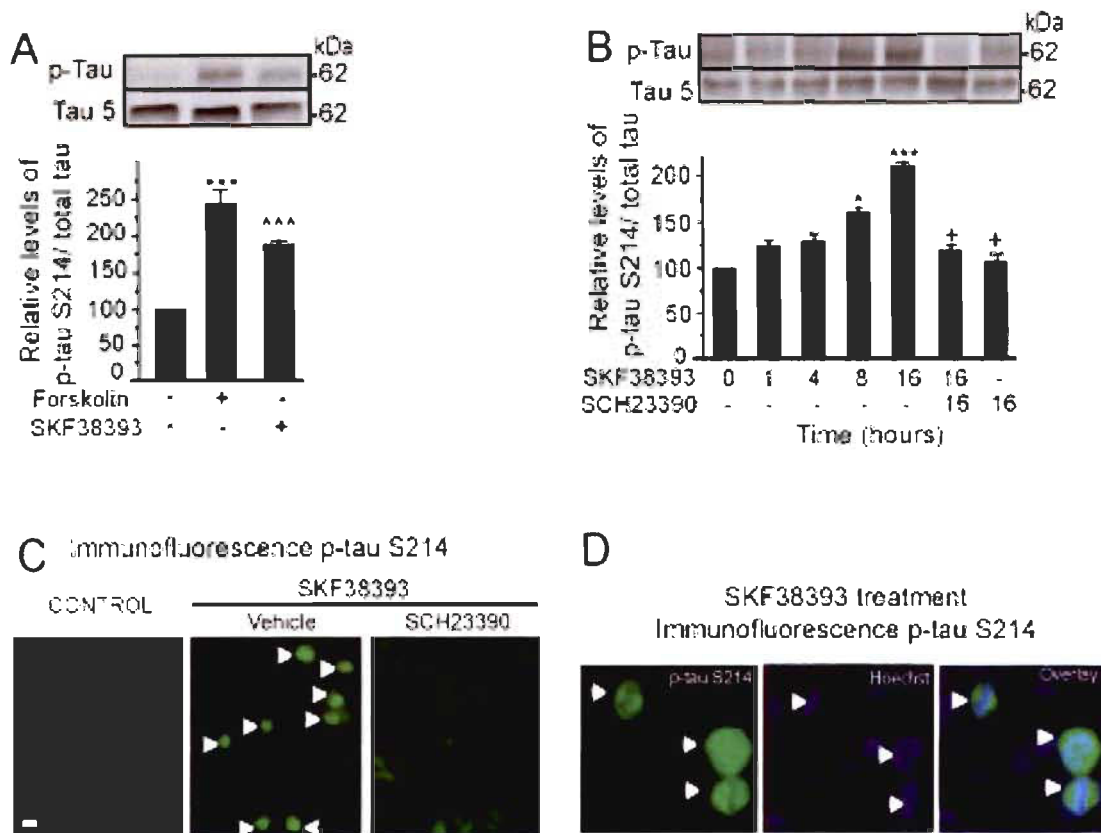 A
kDa
p-Tau
-62
Tau 5
-62
Relative levels of
p-tau S214/ total tau
250
200
150
100
50
0
***
***
Forskolin - + -
SKF38393 - - +
B
kDa
p-Tau
-62
Tau 5
-62
Relative levels of
p-tau S214/ total tau
200
150
100
50
0
*
***
+
+
SKF38393 0 1 4 8 16 16 -
SCH23390 - - - - - 15 16
Time (hours)
C Immunofluorescence p-tau S214
CONTROL
SKF38393
Vehicle
SCH23390
D
SKF38393 treatment
Immunofluorescence p-tau S214
p-tau S214
Hoechst
Overlay